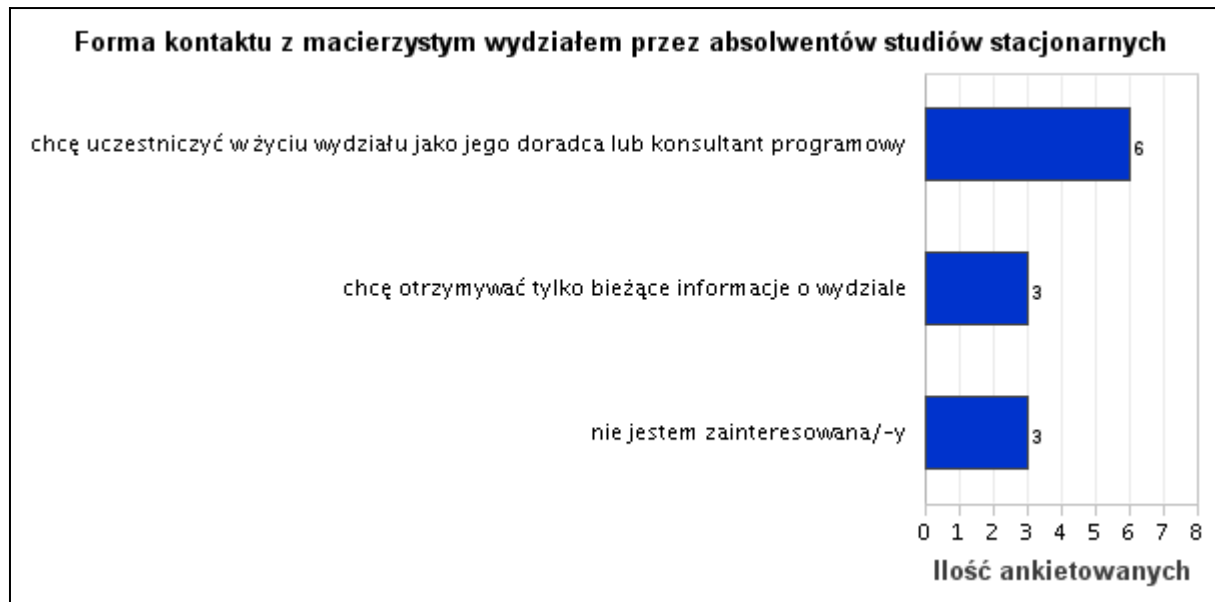 Forma kontaktu z macierzystym wydziałem przez absolwentów studiów stacjonarnych
chcę uczestniczyć w życiu wydziału jako jego doradca lub konsultant programowy
6
chcę otrzymywać tylko bieżące informacje o wydziale
3
nie jestem zainteresowana/-y
3
0 1 2 3 4 5 6 7 8
Ilość ankietowanych